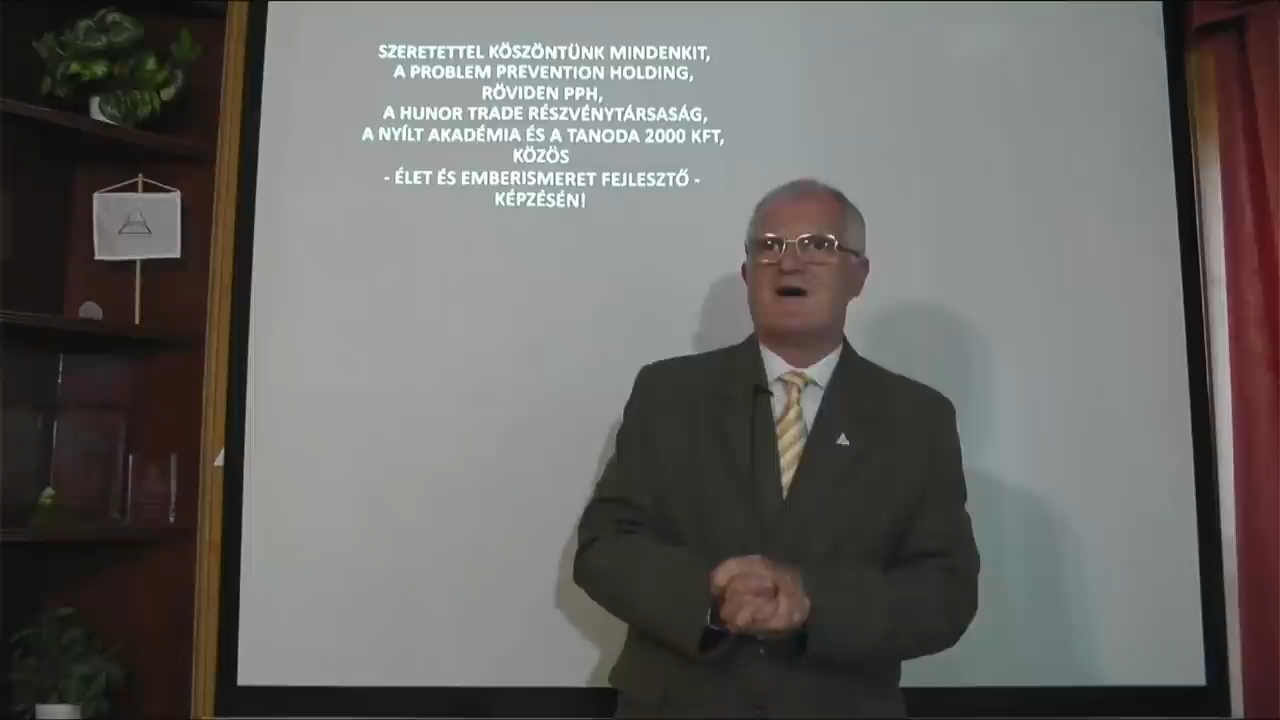 SZERETETTEL KÖSZÖNTÜNK MINDENKIT,
A PROBLEM PREVENTION HOLDING,
RÖVIDEN PPH,
A HUNOR TRADE RÉSZVÉNYTÁRSASÁG,
A NYÍLT AKADÉMIA ÉS A TANODA 2000 KFT,
KÖZÖS
- ÉLET ÉS EMBERISMERET FEJLESZTŐ -
KÉPZÉSÉN!